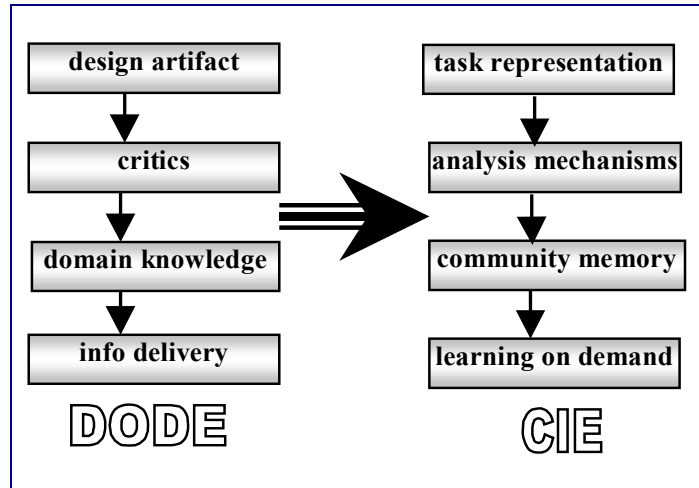 design artifact
critics
domain knowledge
info delivery
DODE
task representation
analysis mechanisms
community memory
learning on demand
CIE